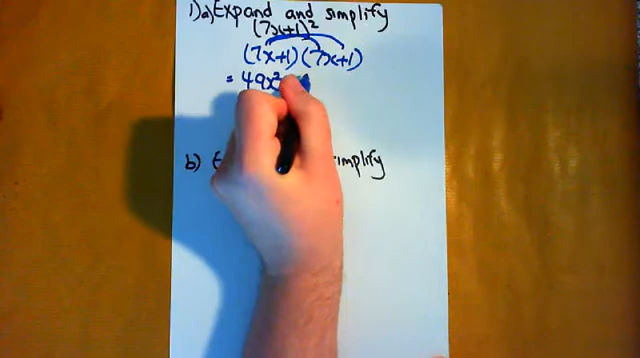 1)a)Expand and simplify
(7x+1)²
(7x+1)(7x+1)
= 49x²
b) simplify